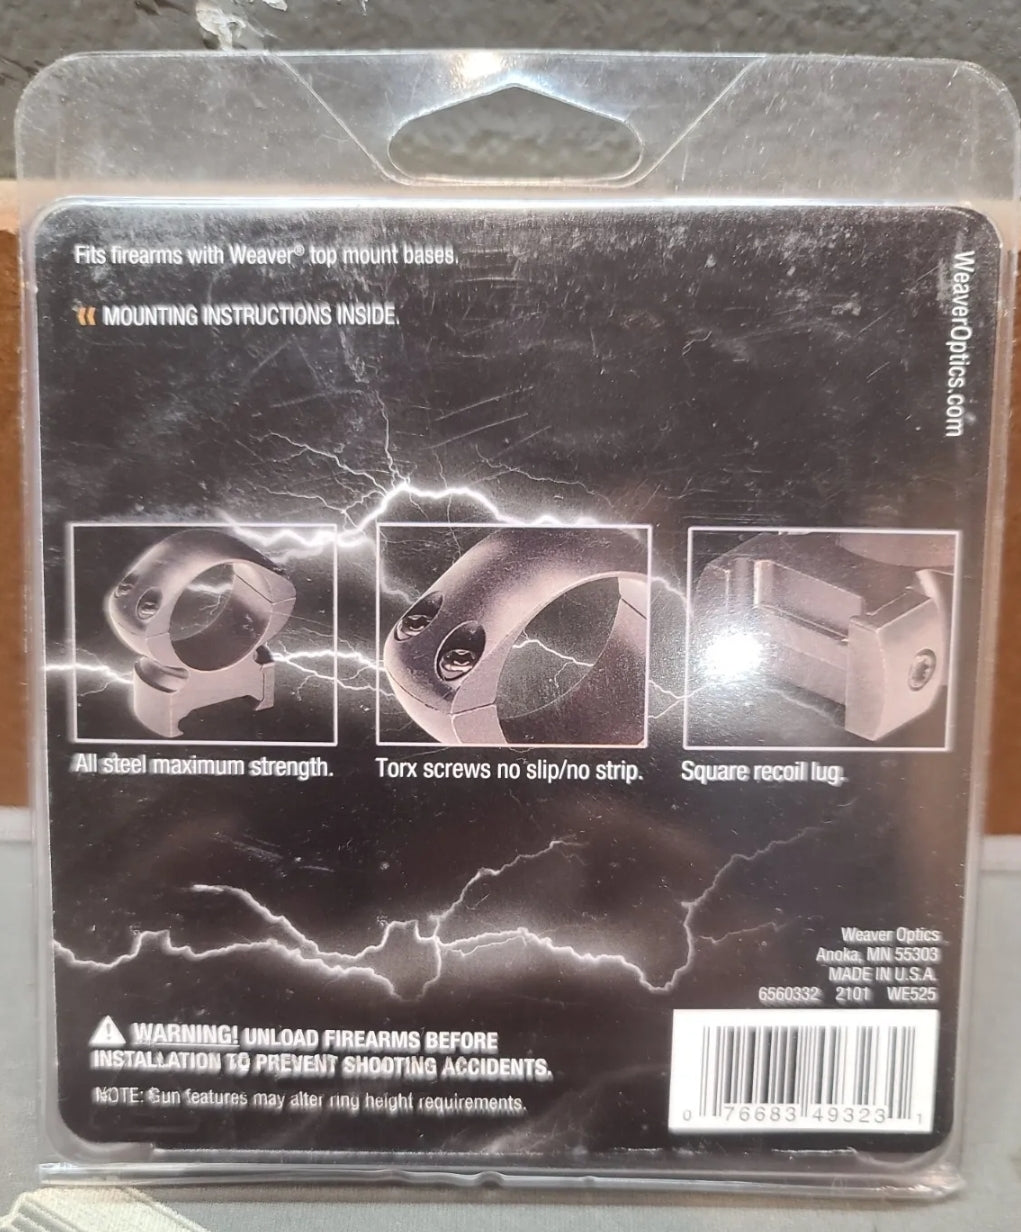 Fits firearms with Weaver® top mount bases.
MOUNTING INSTRUCTIONS INSIDE.
WeaverOptics.com
All steel maximum strength.
Torx screws no slip/no strip.
Square recoil lug.
Weaver Optics
Anoka, MN 55303
MADE IN U.S.A.
6560332 2101 WE525
WARNING! UNLOAD FIREARMS BEFORE
INSTALLATION TO PREVENT SHOOTING ACCIDENTS.
NOTE: Gun features may alter ring height requirements.
0 76683 49323 1